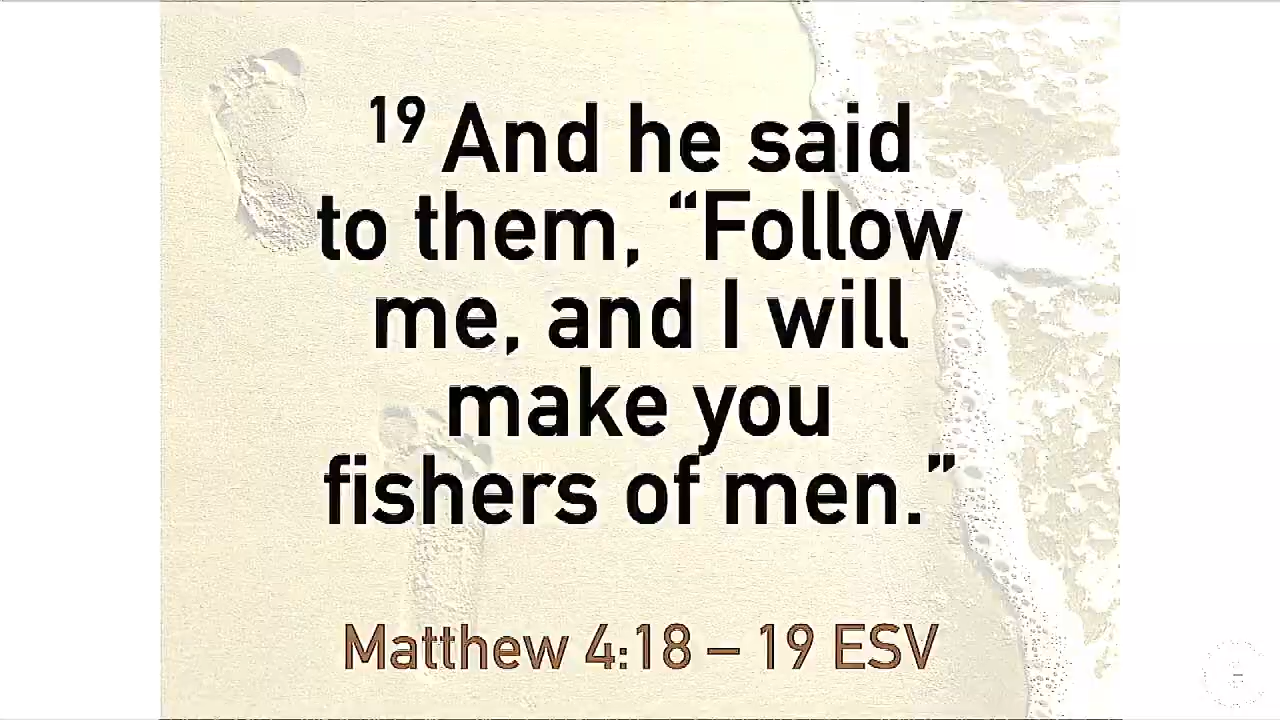 19 And he said
to them, “Follow
me, and I will
make you
fishers of men.”
Matthew 4:18 – 19 ESV